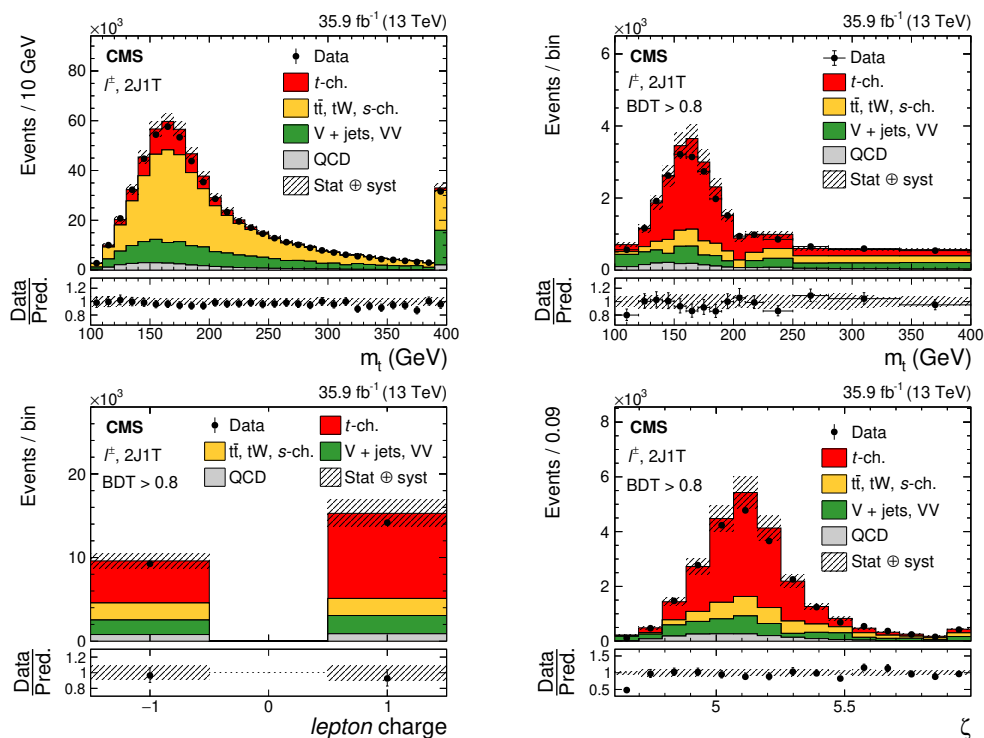 ×10³ 35.9 fb⁻¹ (13 TeV)
Events / 10 GeV
CMS
l±, 2J1T
Data
t-ch.
tt̄, tW, s-ch.
V + jets, VV
QCD
Stat ⊕ syst
80
60
40
20
0
Data
Pred.
1.2
1
0.8
100 150 200 250 300 350 400
m_t (GeV)
×10³ 35.9 fb⁻¹ (13 TeV)
Events / bin
CMS
l±, 2J1T
BDT > 0.8
Data
t-ch.
tt̄, tW, s-ch.
V + jets, VV
QCD
Stat ⊕ syst
6
4
2
0
Data
Pred.
1.2
1
0.8
100 150 200 250 300 350 400
m_t (GeV)
×10³ 35.9 fb⁻¹ (13 TeV)
Events / bin
CMS
l±, 2J1T
BDT > 0.8
Data t-ch.
tt̄, tW, s-ch. V + jets, VV
QCD Stat ⊕ syst
20
10
0
Data
Pred.
1.2
1
0.8
−1 0 1
lepton charge
×10³ 35.9 fb⁻¹ (13 TeV)
Events / 0.09
CMS
l±, 2J1T
BDT > 0.8
Data
t-ch.
tt̄, tW, s-ch.
V + jets, VV
QCD
Stat ⊕ syst
8
6
4
2
0
Data
Pred.
1.5
1
0.5
5 5.5
ζ